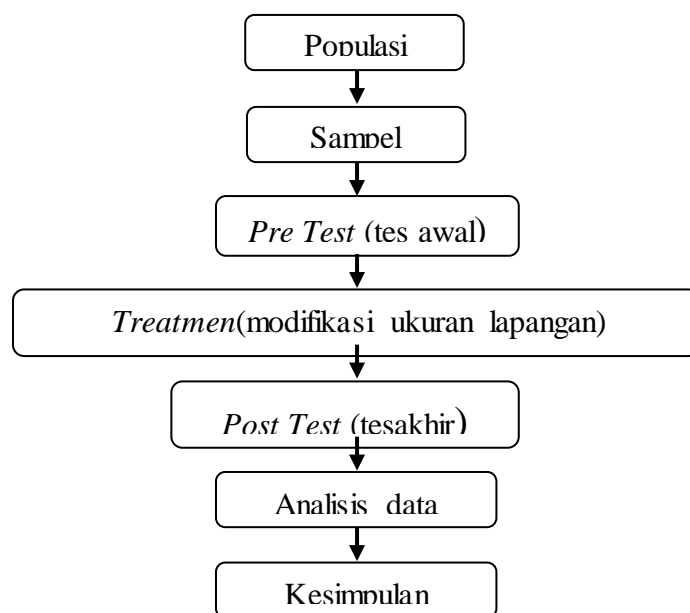 Populasi
Sampel
Pre Test (tes awal)
Treatmen(modifikasi ukuran lapangan)
Post Test (tesakhir)
Analisis data
Kesimpulan